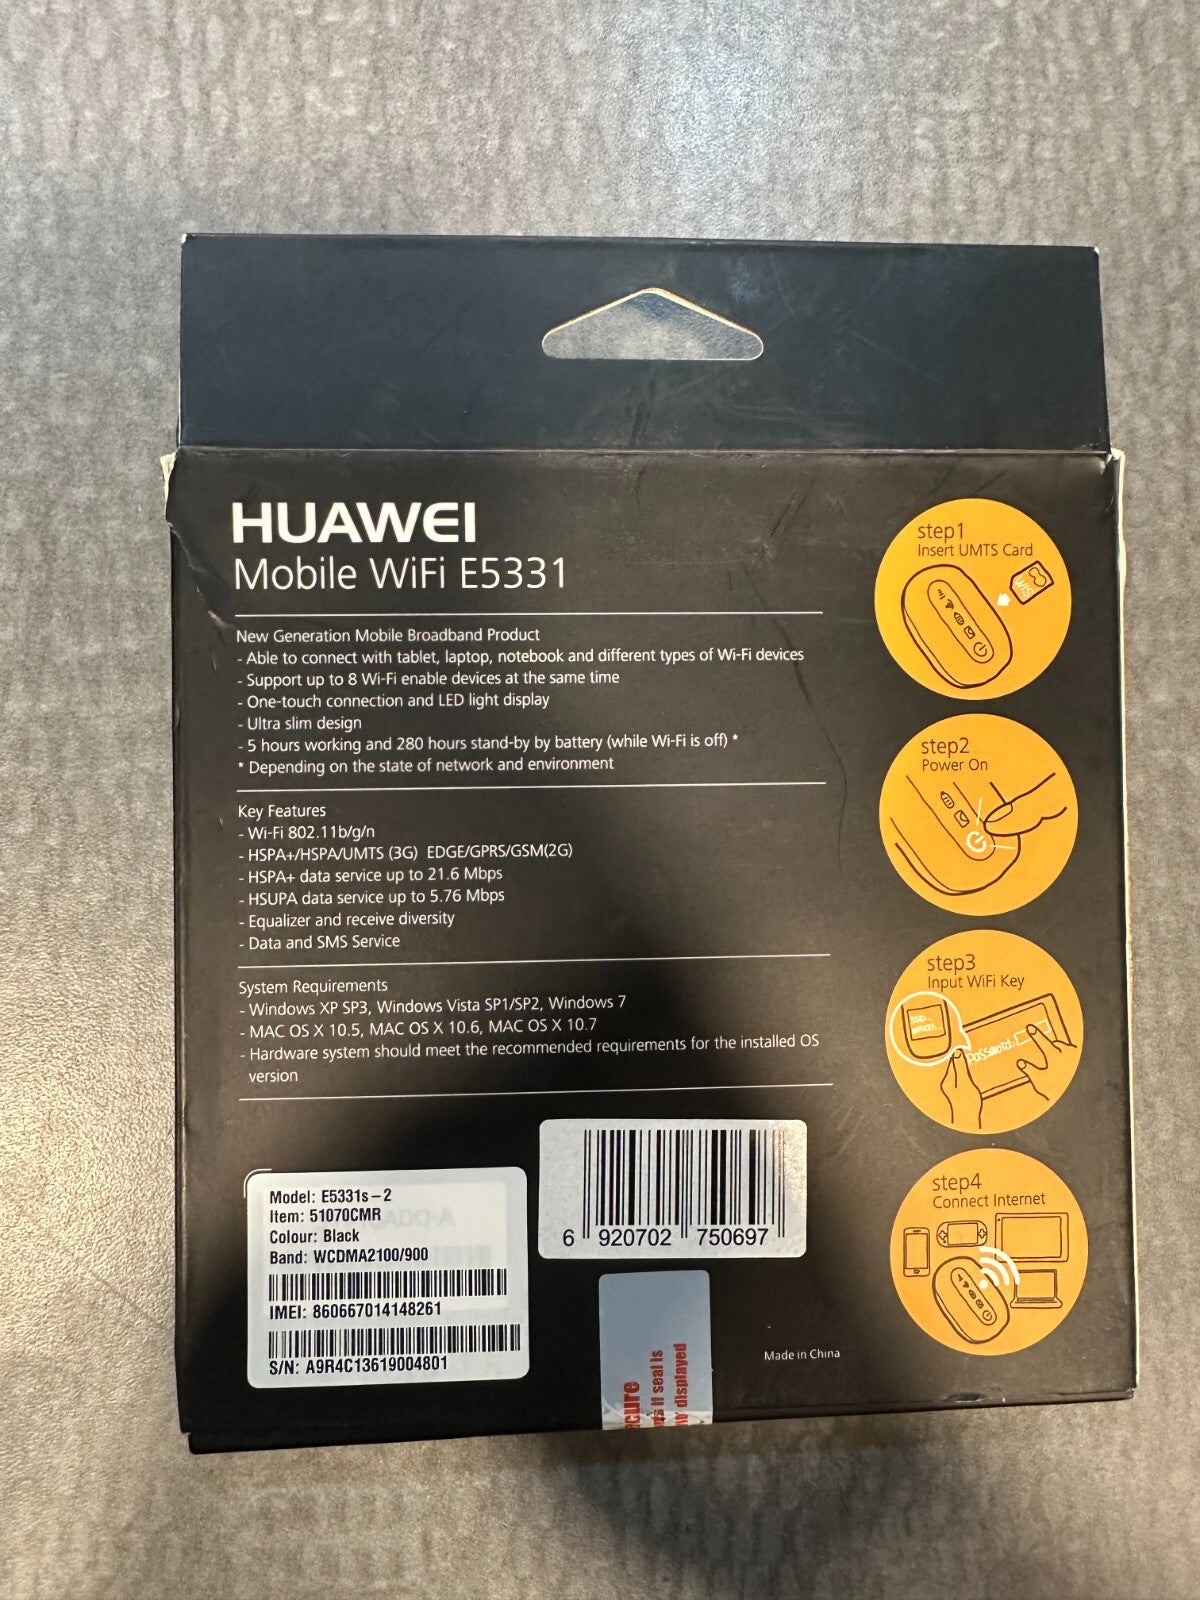 HUAWEI
Mobile WiFi E5331
New Generation Mobile Broadband Product
- Able to connect with tablet, laptop, notebook and different types of Wi-Fi devices
- Support up to 8 Wi-Fi enable devices at the same time
- One-touch connection and LED light display
- Ultra slim design
- 5 hours working and 280 hours stand-by by battery (while Wi-Fi is off) *
* Depending on the state of network and environment
Key Features
- Wi-Fi 802.11b/g/n
- HSPA+/HSPA/UMTS (3G) EDGE/GPRS/GSM(2G)
- HSPA+ data service up to 21.6 Mbps
- HSUPA data service up to 5.76 Mbps
- Equalizer and receive diversity
- Data and SMS Service
System Requirements
- Windows XP SP3, Windows Vista SP1/SP2, Windows 7
- MAC OS X 10.5, MAC OS X 10.6, MAC OS X 10.7
- Hardware system should meet the recommended requirements for the installed OS
version
step1
Insert UMTS Card
SIM
step2
Power On
step3
Input WiFi Key
SSID:
PASSWORD:
step4
Connect Internet
Model: E5331s-2
Item: 51070CMR
Colour: Black
Band: WCDMA2100/900
IMEI: 860667014148261
S/N: A9R4C13619004801
6 920702 750697
cure
if seal is
displayed
Made in China